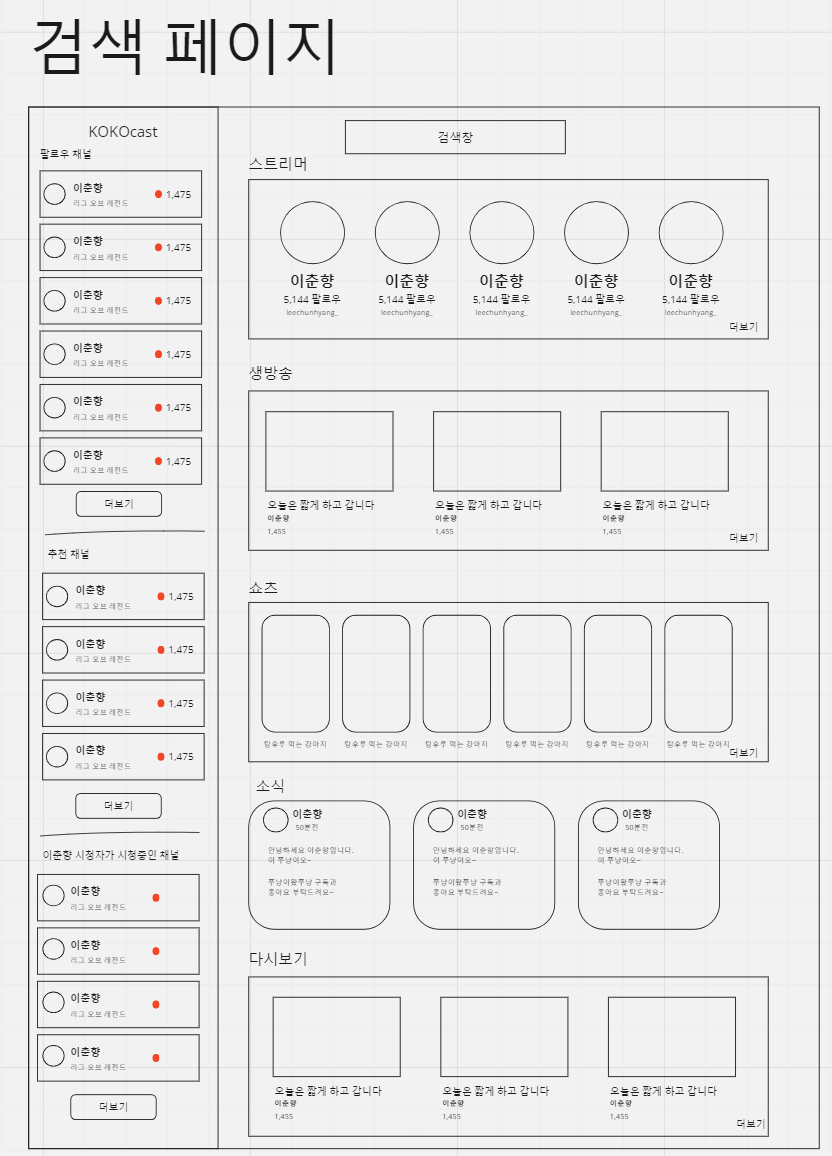 검색 페이지
KOKOcast
팔로우 채널
이춘향
리그 오브 레전드
1,475
이춘향
리그 오브 레전드
1,475
이춘향
리그 오브 레전드
1,475
이춘향
리그 오브 레전드
1,475
이춘향
리그 오브 레전드
1,475
이춘향
리그 오브 레전드
1,475
더보기
추천 채널
이춘향
리그 오브 레전드
1,475
이춘향
리그 오브 레전드
1,475
이춘향
리그 오브 레전드
1,475
이춘향
리그 오브 레전드
1,475
더보기
이춘향 시청자가 시청중인 채널
이춘향
리그 오브 레전드
이춘향
리그 오브 레전드
이춘향
리그 오브 레전드
이춘향
리그 오브 레전드
더보기
검색창
스트리머
이춘향
5,144 팔로우
leechunhyang_
이춘향
5,144 팔로우
leechunhyang_
이춘향
5,144 팔로우
leechunhyang_
이춘향
5,144 팔로우
leechunhyang_
이춘향
5,144 팔로우
leechunhyang_
더보기
생방송
오늘은 짧게 하고 갑니다
이춘향
1,455
오늘은 짧게 하고 갑니다
이춘향
1,455
오늘은 짧게 하고 갑니다
이춘향
1,455
더보기
쇼츠
탕후루 먹는 강아지
탕후루 먹는 강아지
탕후루 먹는 강아지
탕후루 먹는 강아지
탕후루 먹는 강아지
탕후루 먹는 강아지
더보기
소식
이춘향
50분전
안녕하세요 이춘향입니다.
이 쭈냥이오~
쭈냥이왔쭈냥 구독과
좋아요 부탁드려요~
이춘향
50분전
안녕하세요 이춘향입니다.
이 쭈냥이오~
쭈냥이왔쭈냥 구독과
좋아요 부탁드려요~
이춘향
50분전
안녕하세요 이춘향입니다.
이 쭈냥이오~
쭈냥이왔쭈냥 구독과
좋아요 부탁드려요~
다시보기
오늘은 짧게 하고 갑니다
이춘향
1,455
오늘은 짧게 하고 갑니다
이춘향
1,455
오늘은 짧게 하고 갑니다
이춘향
1,455
더보기